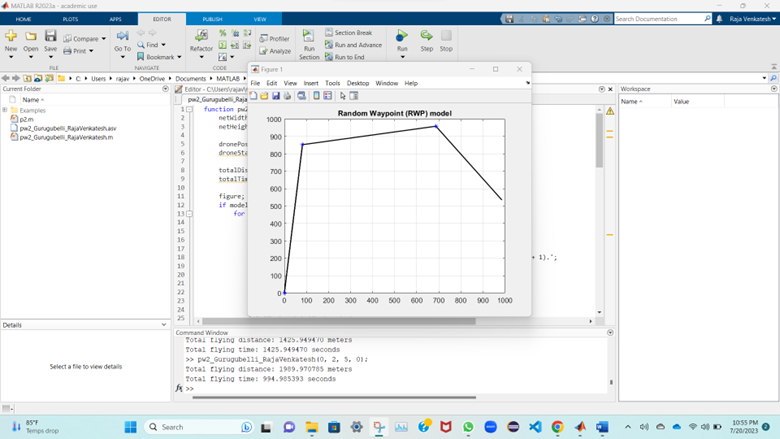 MATLAB R2023a - academic use
HOME PLOTS APPS EDITOR PUBLISH VIEW
Search Documentation
Raja Venkatesh
New Open Save
Compare
Print
Go To
Find
Bookmark
Refactor
Profiler
Analyze
Run Section
Section Break
Run and Advance
Run to End
Run Step Stop
FILE NAVIGATE CODE
C: Users rajav OneDrive Documents MATLAB
Current Folder
Name
Examples
p2.m
pw2_Gurugubelli_RajaVenkatesh.asv
pw2_Gurugubelli_RajaVenkatesh.m
Details
Select a file to view details
Editor - C:\Users\rajav\
pw2_Gurugubelli_Raja
1 function pw2
2 netWidth
3 netHeigh
4
5 dronePos
6 droneSta
7
8 totalDis
9 totalTim
10
11 figure;
12 if model
13 for
14
15
16
17
18 + 1).';
19
20
21
22
23
24
25
Figure 1
File Edit View Insert Tools Desktop Window Help
Random Waypoint (RWP) model
1000
900
800
700
600
500
400
300
200
100
0
0 100 200 300 400 500 600 700 800 900 1000
Workspace
Name Value
Command Window
Total flying distance: 1425.949470 meters
Total flying time: 1425.949470 seconds
>> pw2_Gurugubelli_RajaVenkatesh(0, 2, 5, 0);
Total flying distance: 1989.970785 meters
Total flying time: 994.985393 seconds
fx >>
85°F
Temps drop
Search
10:55 PM
7/20/2023